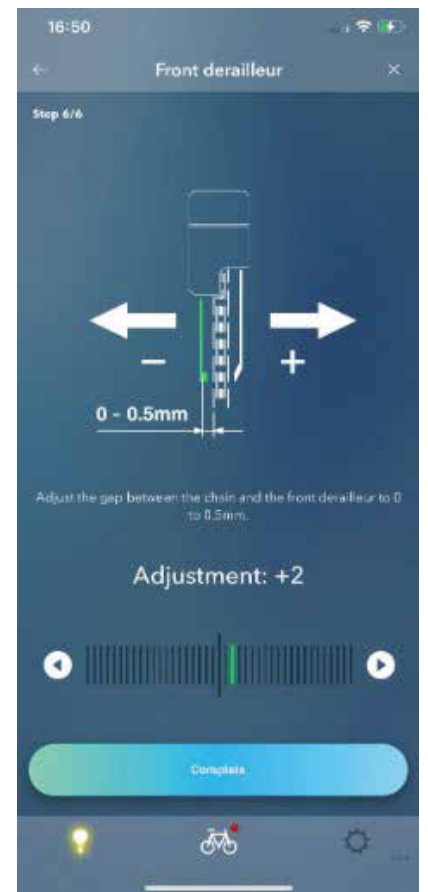 16:50
Front derailleur
Step 6/6
− +
0 - 0.5mm
Adjust the gap between the chain and the front derailleur to 0
to 0.5mm.
Adjustment: +2
Complete